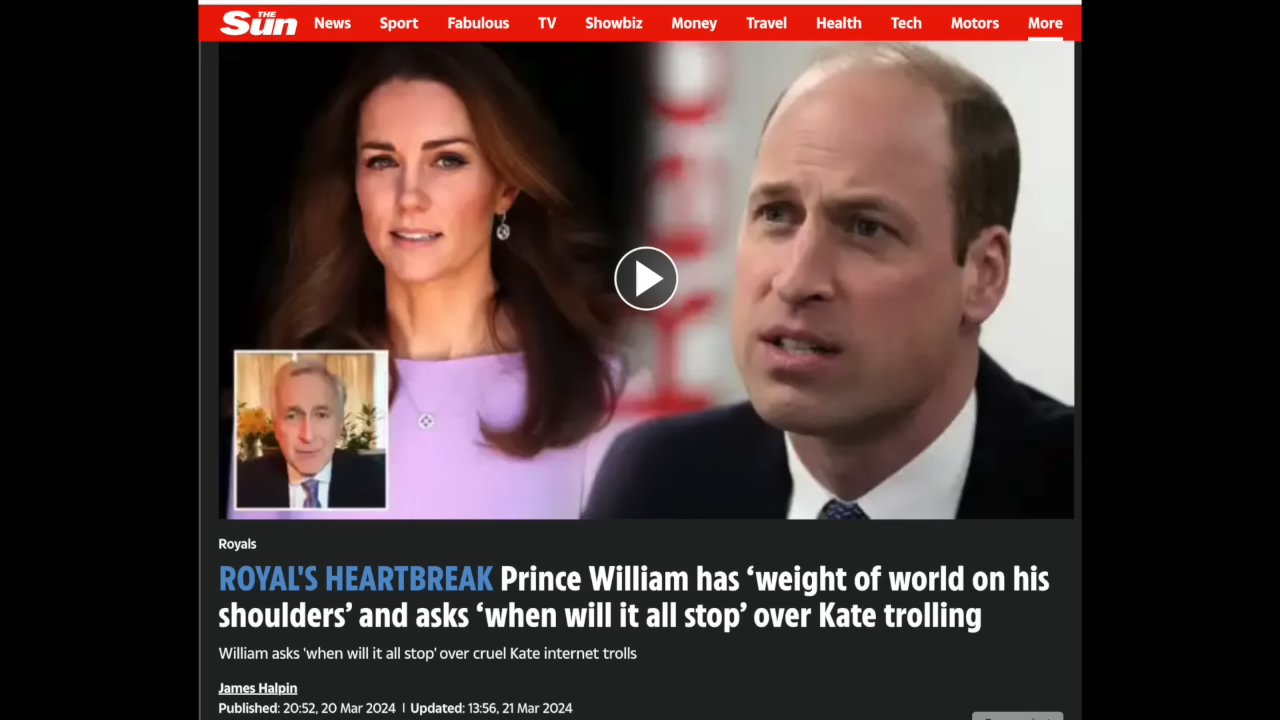 THE
Sun News Sport Fabulous TV Showbiz Money Travel Health Tech Motors More
Royals
ROYAL'S HEARTBREAK Prince William has ‘weight of world on his
shoulders’ and asks ‘when will it all stop’ over Kate trolling
William asks 'when will it all stop' over cruel Kate internet trolls
James Halpin
Published: 20:52, 20 Mar 2024 | Updated: 13:56, 21 Mar 2024